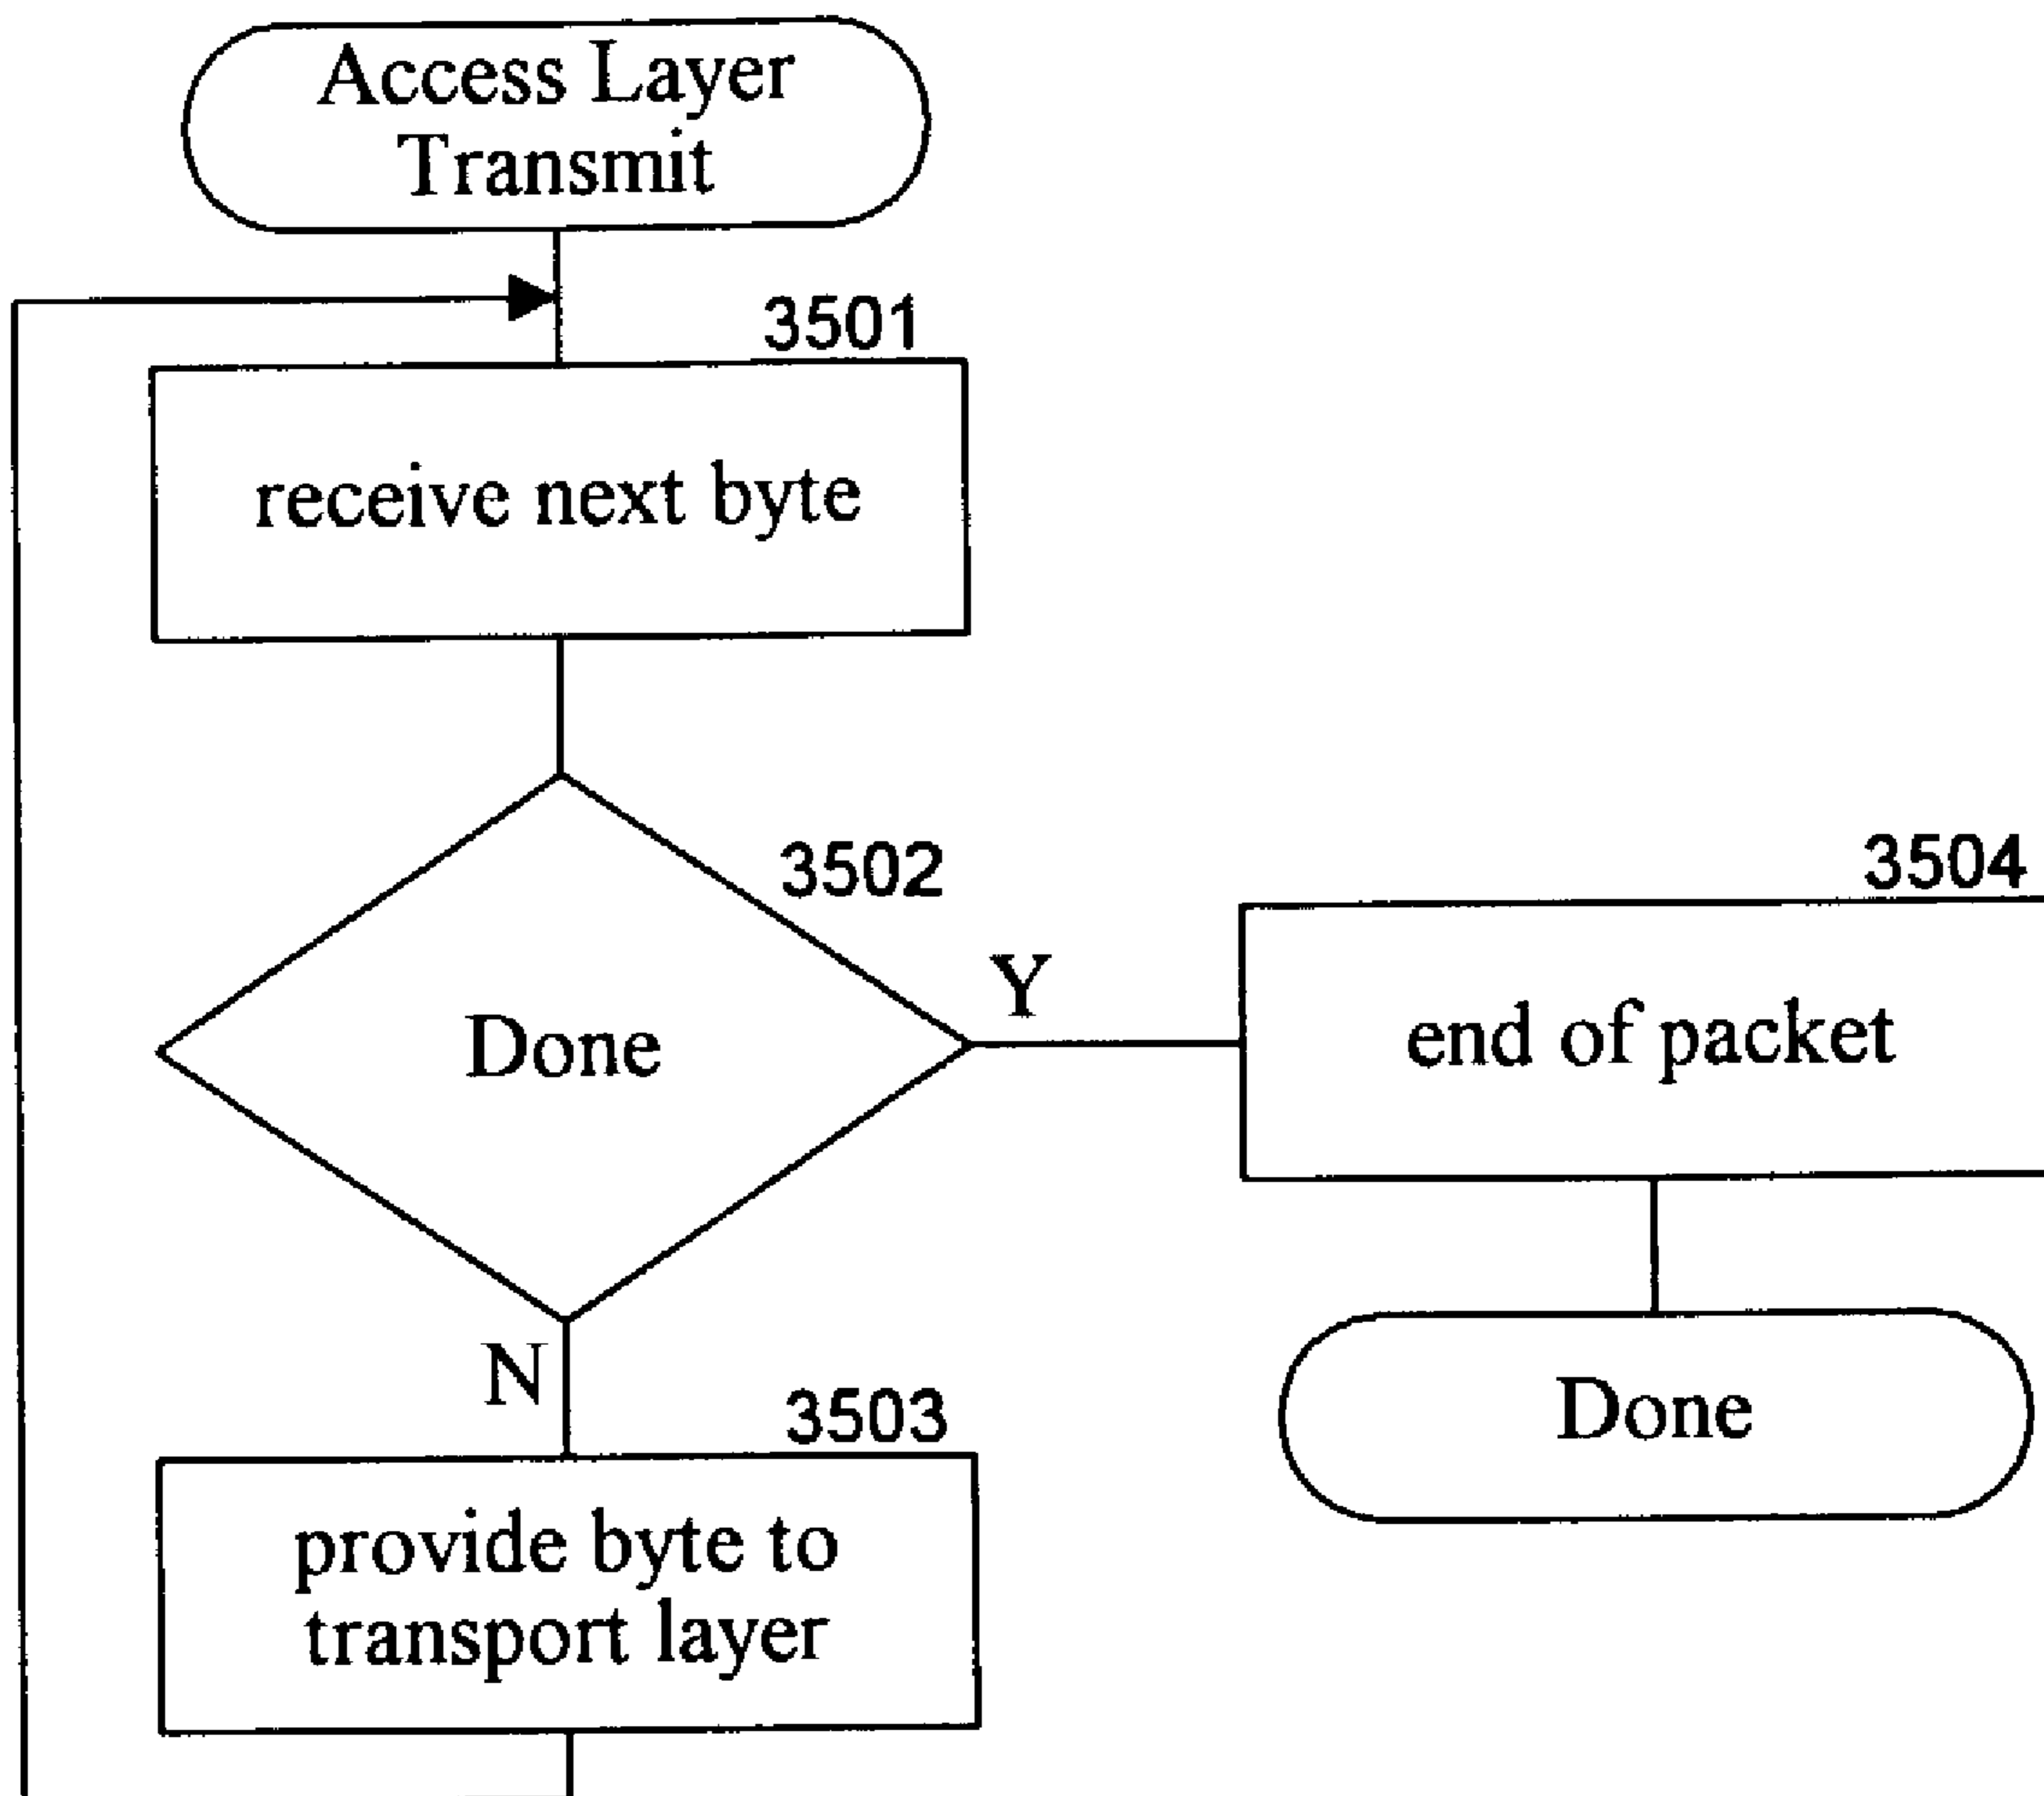 Access Layer
Transmit
3501
receive next byte
3502
Done
Y
3504
end of packet
Done
N
3503
provide byte to
transport layer